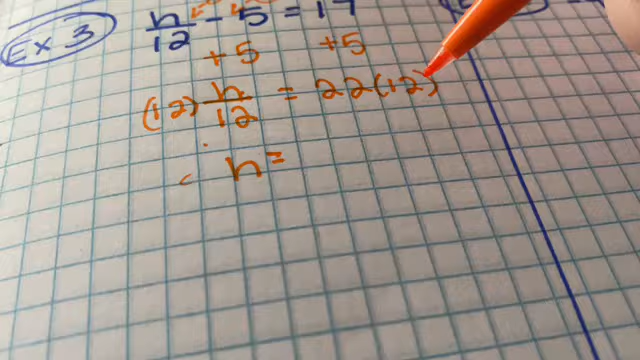 Ex 3
n/12 - 5 = 17
+5 +5
(12) n/12 = 22(12)
n =